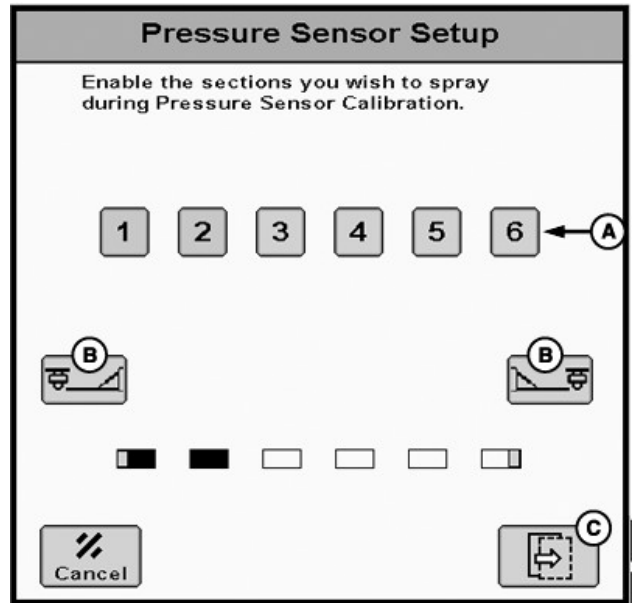 Pressure Sensor Setup
Enable the sections you wish to spray
during Pressure Sensor Calibration.
1 2 3 4 5 6 A
B B
C
Cancel